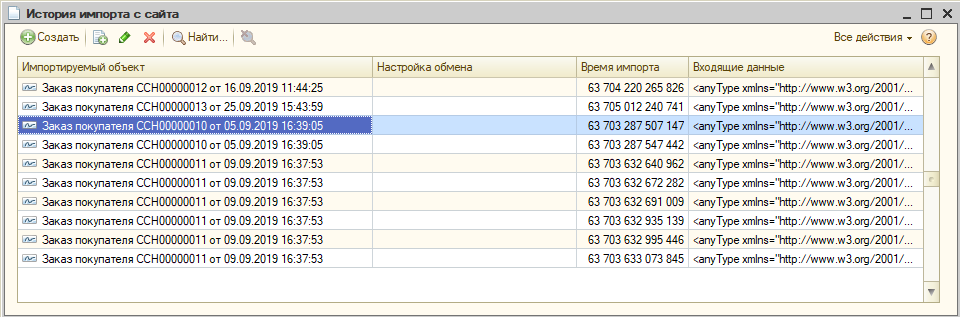 История импорта с сайта
Создать Найти... Все действия
Импортируемый объект Настройка обмена Время импорта Входящие данные
Заказ покупателя ССН00000012 от 16.09.2019 11:44:25 63 704 220 265 826 <anyType xmlns="http://www.w3.org/2001/...
Заказ покупателя ССН00000013 от 25.09.2019 15:43:59 63 705 012 240 741 <anyType xmlns="http://www.w3.org/2001/...
Заказ покупателя ССН00000010 от 05.09.2019 16:39:05 63 703 287 507 147 <anyType xmlns="http://www.w3.org/2001/...
Заказ покупателя ССН00000010 от 05.09.2019 16:39:05 63 703 287 547 442 <anyType xmlns="http://www.w3.org/2001/...
Заказ покупателя ССН00000011 от 09.09.2019 16:37:53 63 703 632 640 962 <anyType xmlns="http://www.w3.org/2001/...
Заказ покупателя ССН00000011 от 09.09.2019 16:37:53 63 703 632 672 282 <anyType xmlns="http://www.w3.org/2001/...
Заказ покупателя ССН00000011 от 09.09.2019 16:37:53 63 703 632 691 009 <anyType xmlns="http://www.w3.org/2001/...
Заказ покупателя ССН00000011 от 09.09.2019 16:37:53 63 703 632 935 139 <anyType xmlns="http://www.w3.org/2001/...
Заказ покупателя ССН00000011 от 09.09.2019 16:37:53 63 703 632 995 446 <anyType xmlns="http://www.w3.org/2001/...
Заказ покупателя ССН00000011 от 09.09.2019 16:37:53 63 703 633 073 845 <anyType xmlns="http://www.w3.org/2001/...